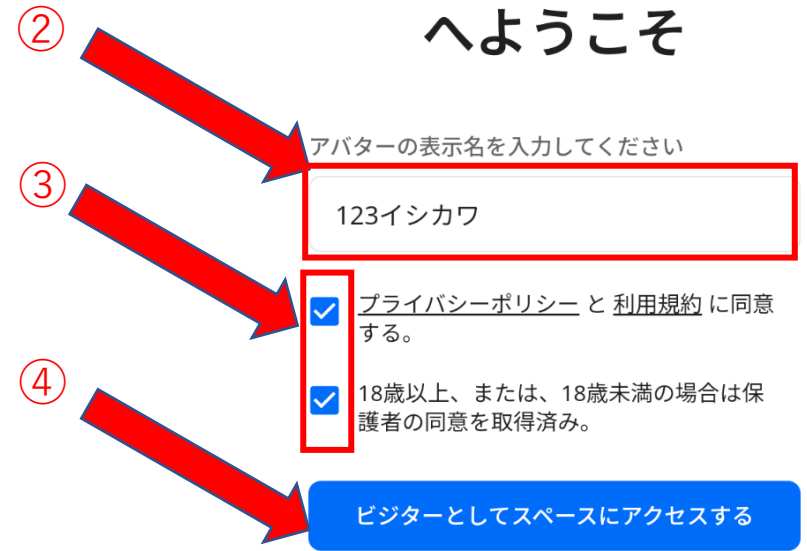 ②
へようこそ
アバターの表示名を入力してください
123イシカワ
③
プライバシーポリシー と 利用規約 に同意
する。
④
18歳以上、または、18歳未満の場合は保
護者の同意を取得済み。
ビジターとしてスペースにアクセスする